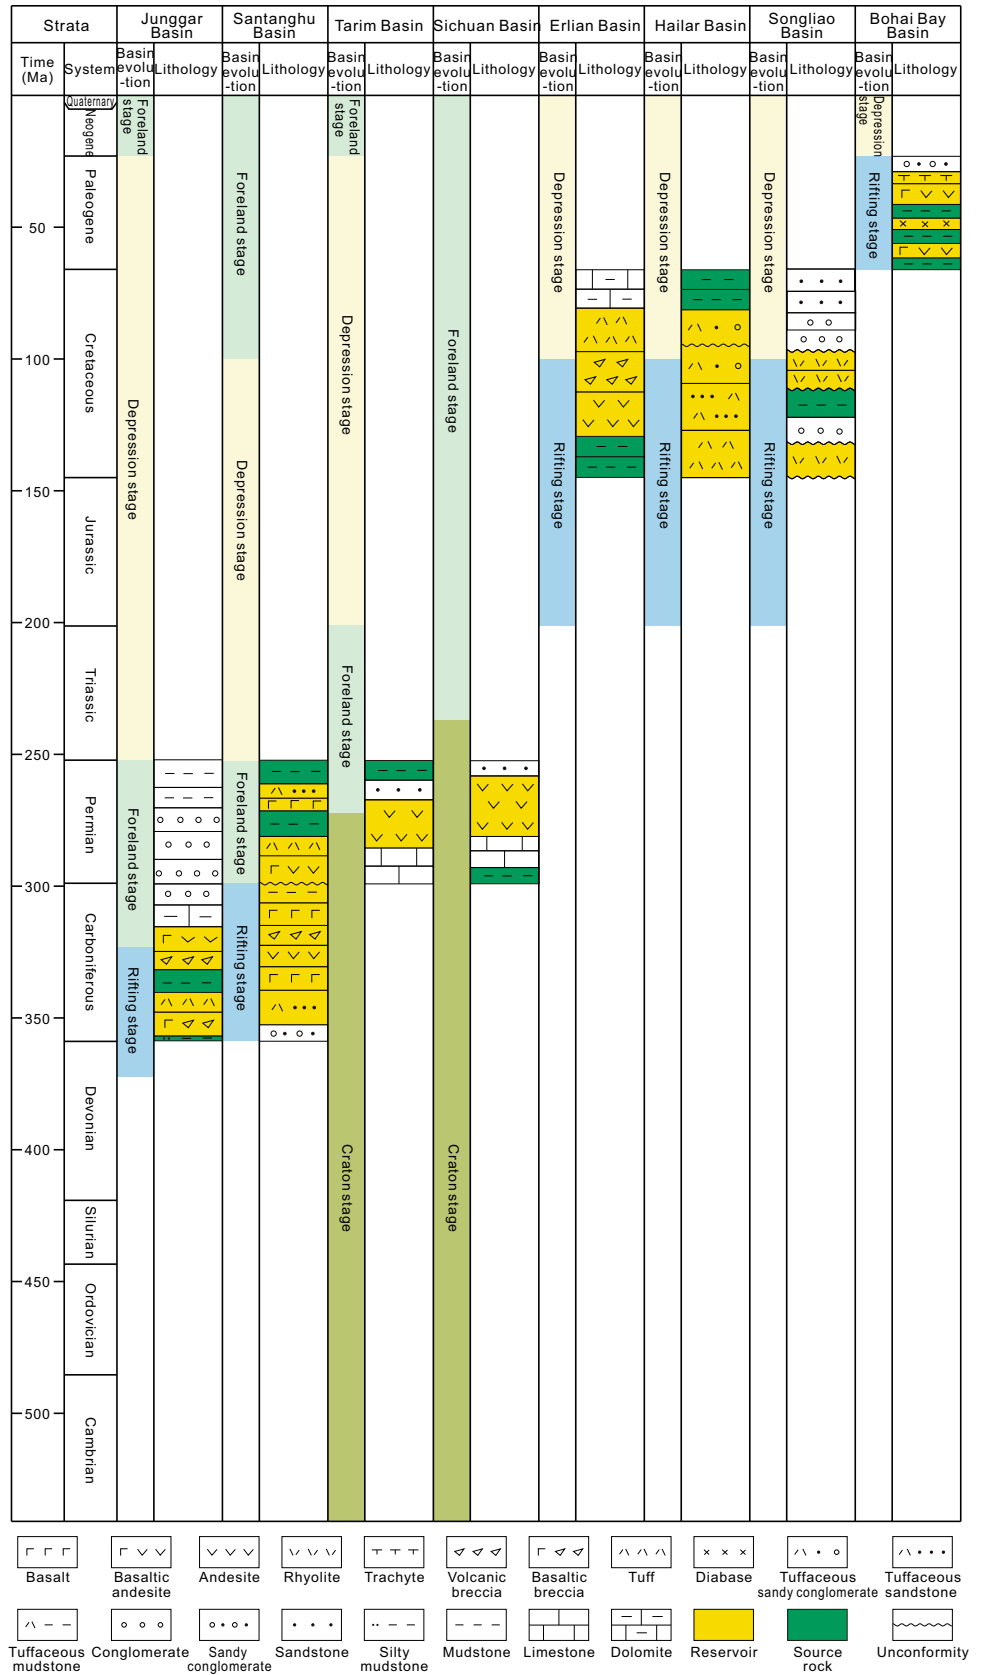 Strata
Junggar
Basin
Santanghu
Basin
Tarim Basin
Sichuan Basin
Erlian Basin
Hailar Basin
Songliao
Basin
Bohai Bay
Basin
Time
(Ma)
System
Basin
evolu
-tion
Lithology
Basin
evolu
-tion
Lithology
Basin
evolu
-tion
Lithology
Basin
evolu
-tion
Lithology
Basin
evolu
-tion
Lithology
Basin
evolu
-tion
Lithology
Basin
evolu
-tion
Lithology
Basin
evolu
-tion
Lithology
50
100
150
200
250
300
350
400
450
500
Quaternary
Neogene
Paleogene
Cretaceous
Jurassic
Triassic
Permian
Carboniferous
Devonian
Silurian
Ordovician
Cambrian
Foreland
stage
Depression stage
Foreland stage
Rifting stage
Foreland stage
Depression stage
Foreland stage
Rifting stage
Foreland
stage
Depression stage
Foreland stage
Craton stage
Foreland stage
Craton stage
Depression stage
Rifting stage
Depression stage
Rifting stage
Depression stage
Rifting stage
Depression
stage
Rifting stage
Basalt
Basaltic
andesite
Andesite
Rhyolite
Trachyte
Volcanic
breccia
Basaltic
breccia
Tuff
Diabase
Tuffaceous
sandy conglomerate
Tuffaceous
sandstone
Tuffaceous
mudstone
Conglomerate
Sandy
conglomerate
Sandstone
Silty
mudstone
Mudstone
Limestone
Dolomite
Reservoir
Source
rock
Unconformity